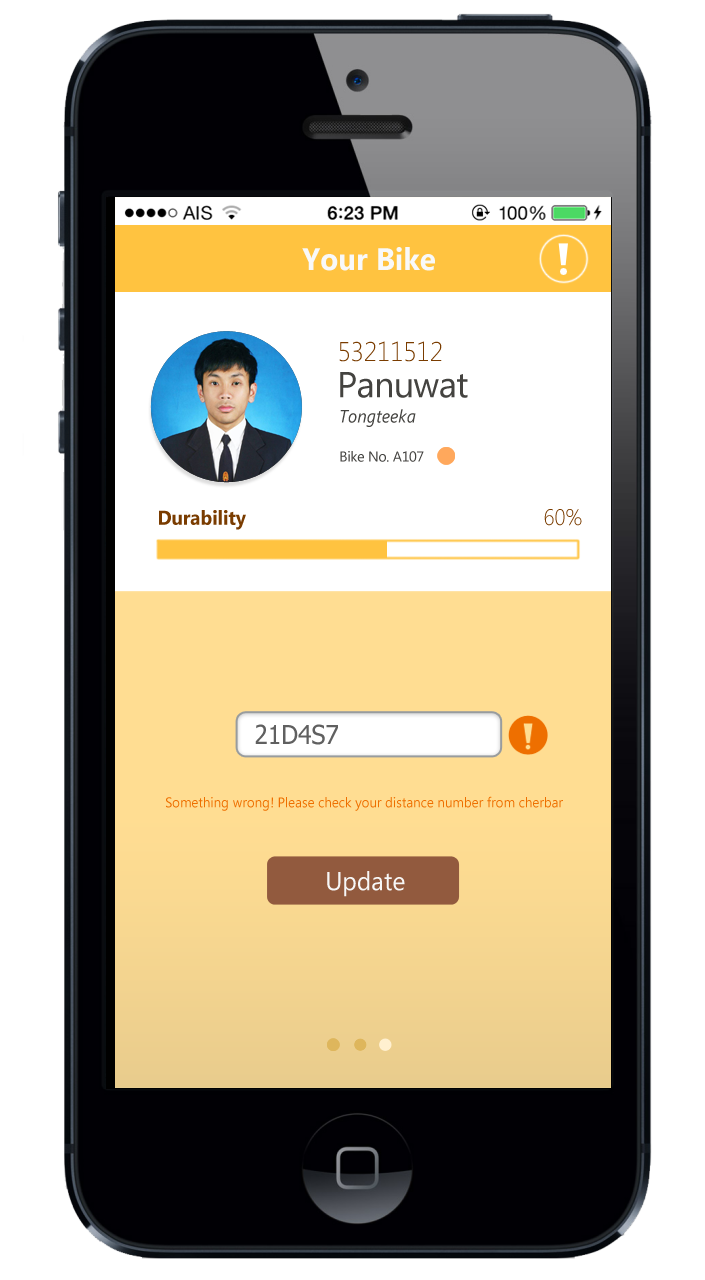 AIS 6:23 PM 100%
Your Bike !
53211512
Panuwat
Tongteeka
Bike No. A107
Durability 60%
21D4S7 !
Something wrong! Please check your distance number from cherbar
Update